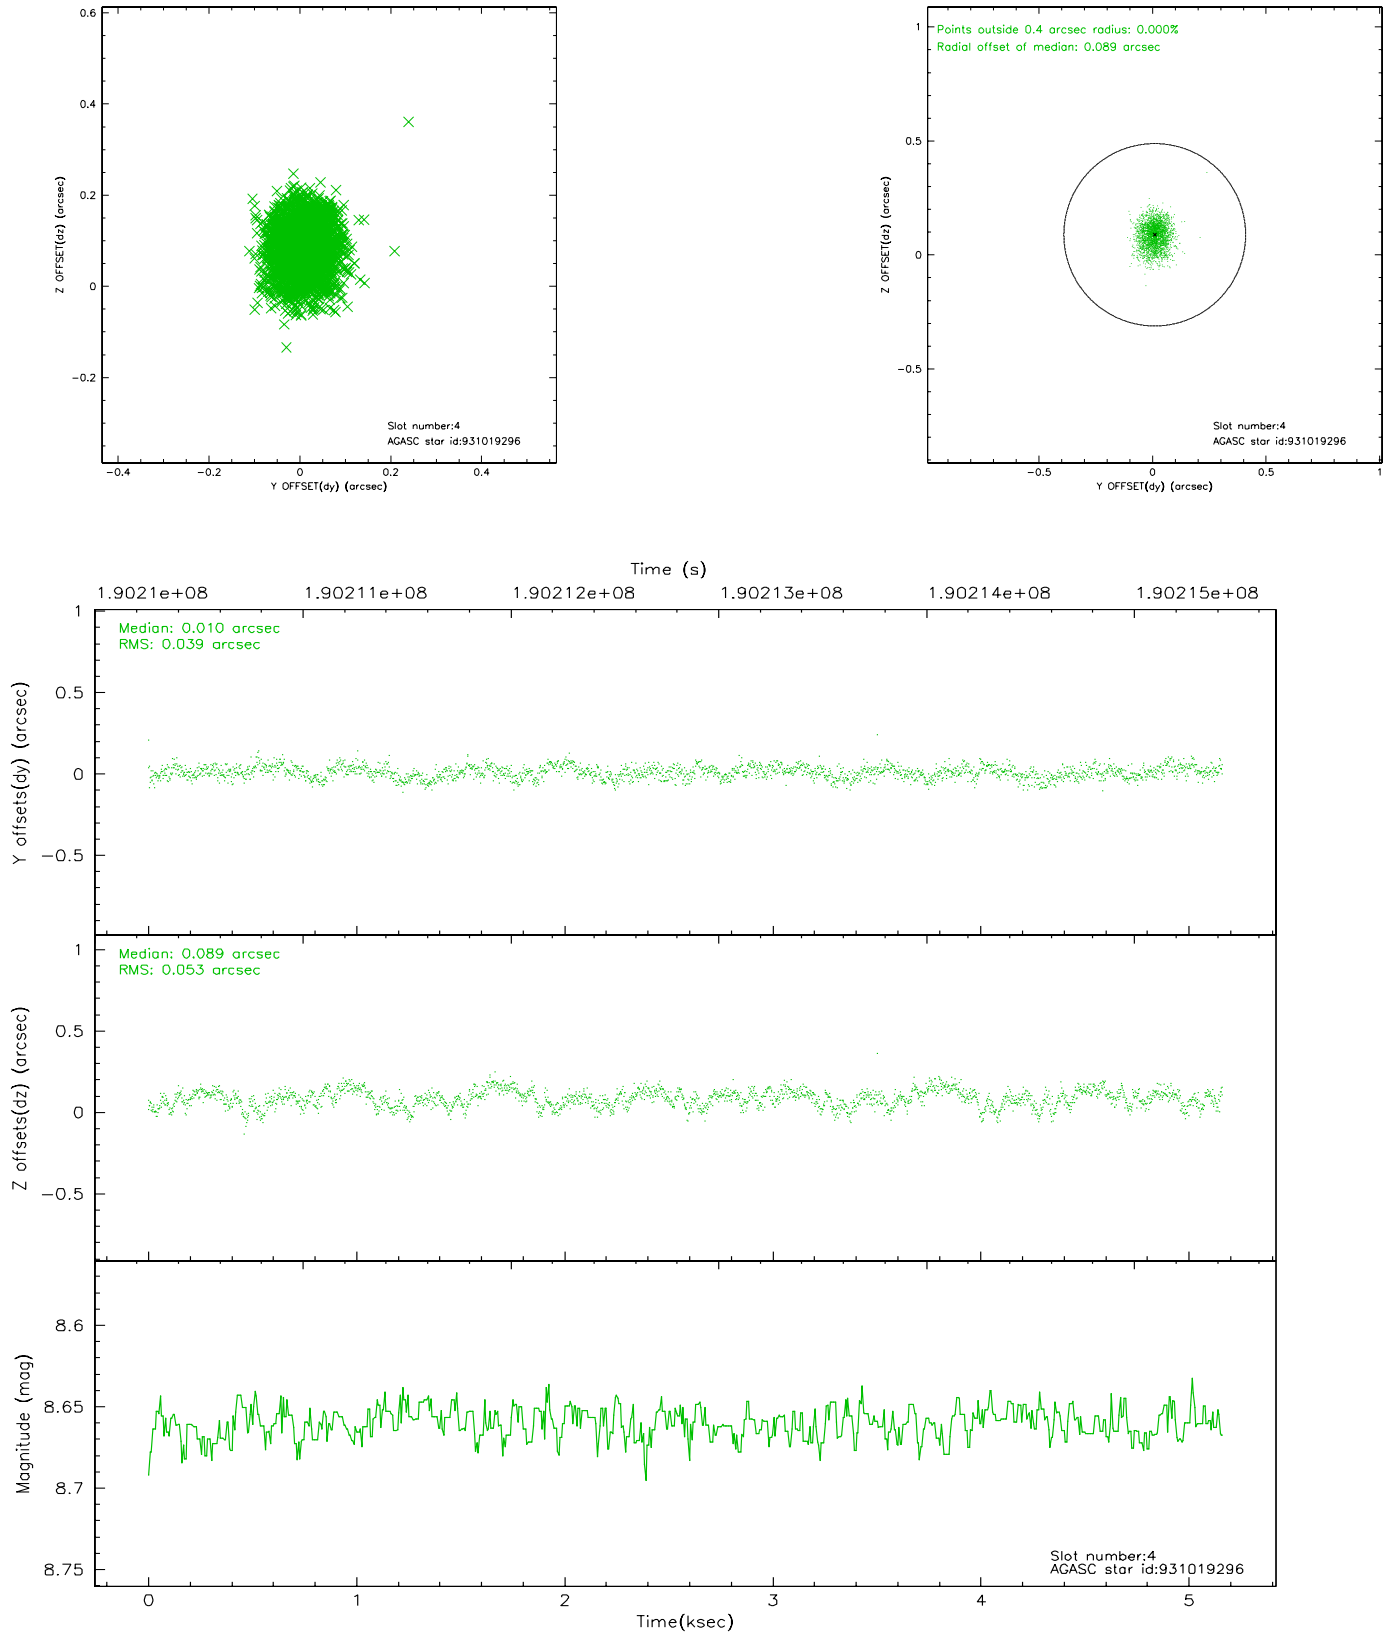 0.6
0.4
0.2
0
−0.2
Z OFFSET(dz) (arcsec)
Slot number:4
AGASC star id:931019296
−0.4 −0.2 0 0.2 0.4
Y OFFSET(dy) (arcsec)
Points outside 0.4 arcsec radius: 0.000%
Radial offset of median: 0.089 arcsec
1
0.5
0
−0.5
Z OFFSET(dz) (arcsec)
Slot number:4
AGASC star id:931019296
−0.5 0 0.5 1
Y OFFSET(dy) (arcsec)
Time (s)
1.9021e+08 1.90211e+08 1.90212e+08 1.90213e+08 1.90214e+08 1.90215e+08
Median: 0.010 arcsec
RMS: 0.039 arcsec
1
0.5
0
−0.5
Y offsets(dy) (arcsec)
Median: 0.089 arcsec
RMS: 0.053 arcsec
1
0.5
0
−0.5
Z offsets(dz) (arcsec)
8.6
8.65
8.7
8.75
Magnitude (mag)
Slot number:4
AGASC star id:931019296
0 1 2 3 4 5
Time(ksec)